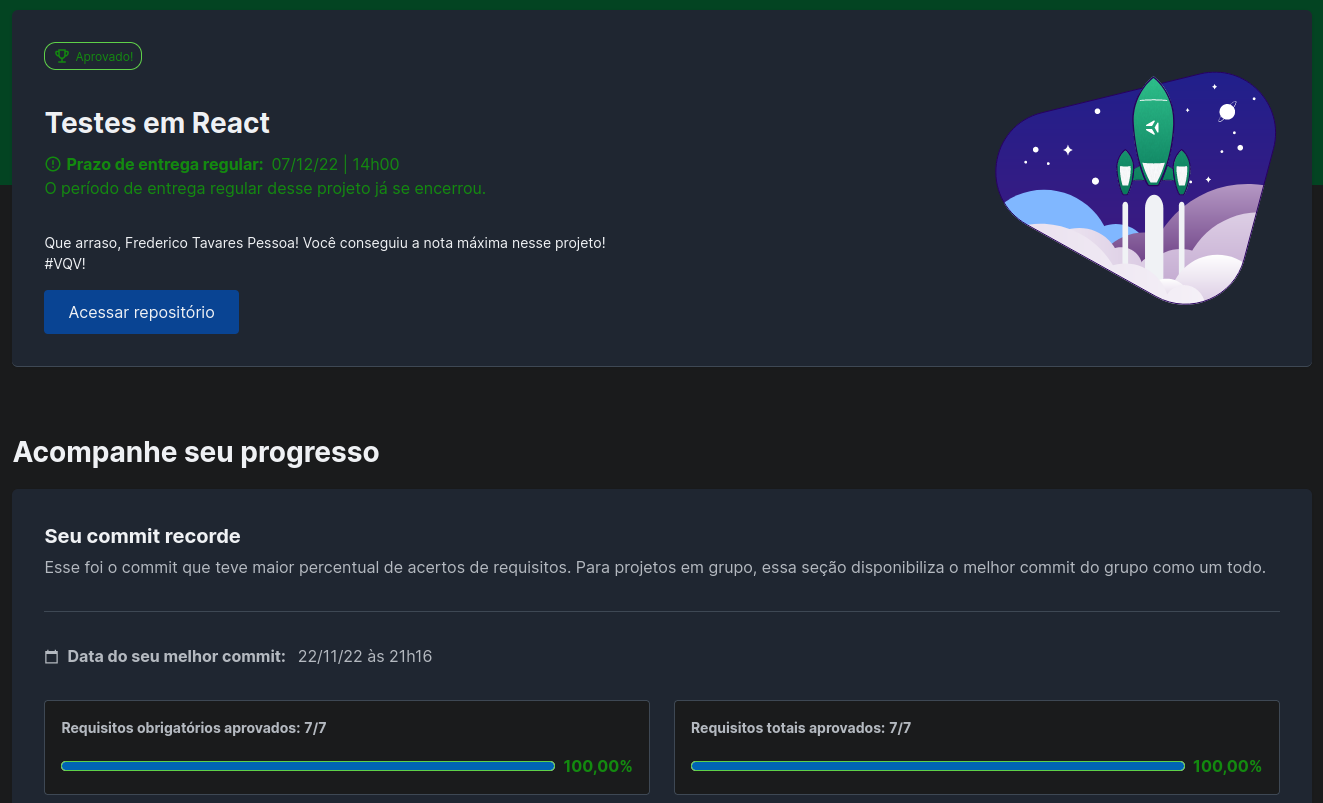 Aprovado!
Testes em React
Prazo de entrega regular: 07/12/22 | 14h00
O período de entrega regular desse projeto já se encerrou.
Que arraso, Frederico Tavares Pessoa! Você conseguiu a nota máxima nesse projeto!
#VQV!
Acessar repositório
Acompanhe seu progresso
Seu commit recorde
Esse foi o commit que teve maior percentual de acertos de requisitos. Para projetos em grupo, essa seção disponibiliza o melhor commit do grupo como um todo.
Data do seu melhor commit: 22/11/22 às 21h16
Requisitos obrigatórios aprovados: 7/7
100,00%
Requisitos totais aprovados: 7/7
100,00%